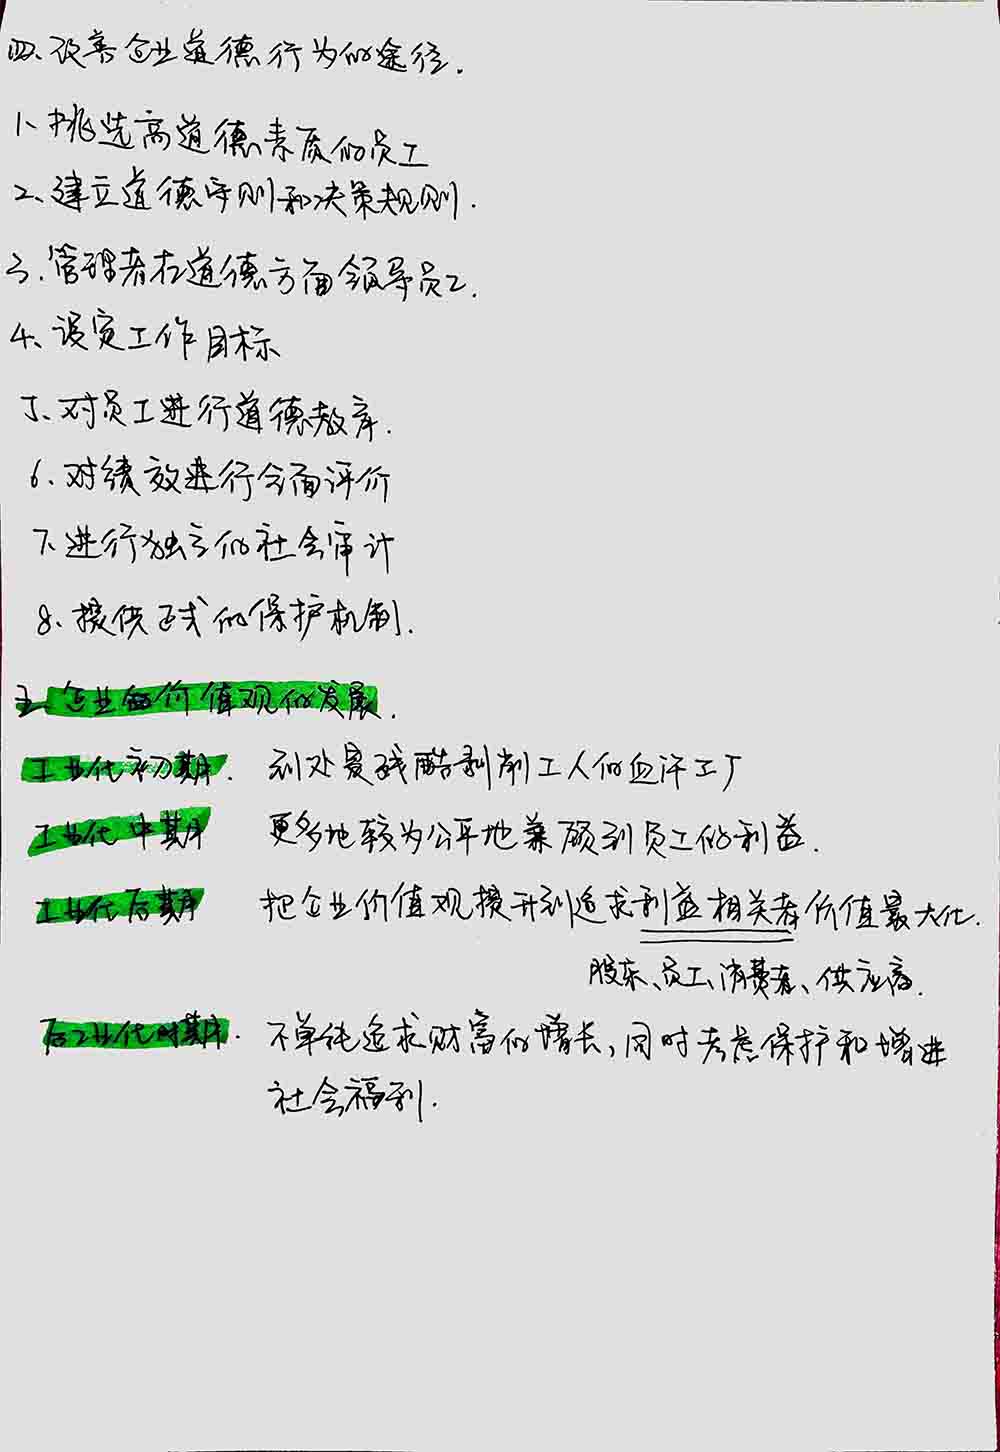 四、改善企业道德行为的途径.
1、挑选高道德素质的员工
2、建立道德守则和决策规则.
3.管理者在道德方面领导员工.
4、设定工作目标
5、对员工进行道德教育.
6、对绩效进行全面评价
7、进行独立的社会审计
8、提供正式的保护机制.
五 企业的价值观的发展.
工业化初期. 到处是残酷剥削工人的血汗工厂
工业化中期 更多地较为公平地兼顾到员工的利益.
工业化后期 把企业价值观提升到追求利益相关者价值最大化.
股东、员工、消费者、供应商.
后工业化时期. 不单纯追求财富的增长,同时考虑保护和增进
社会福利.